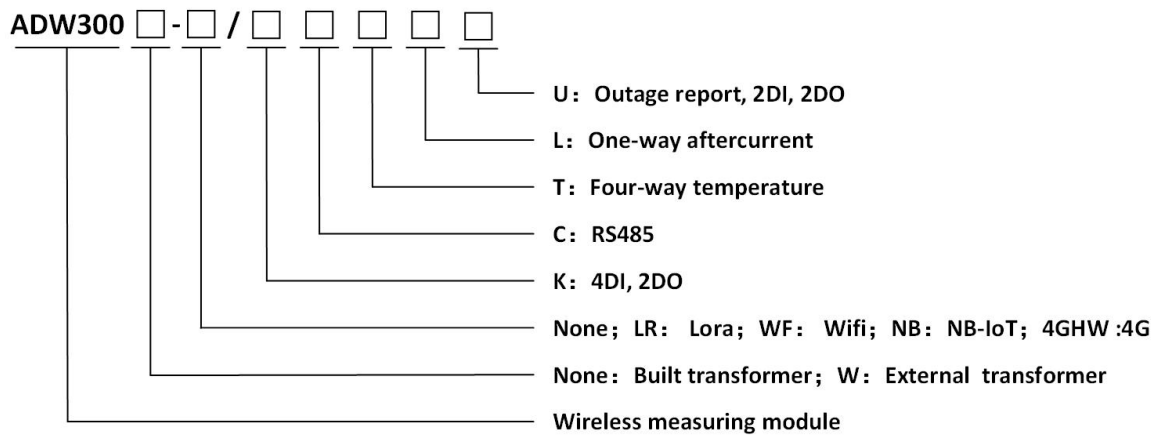 ADW300 □-□/□ □ □ □ □
U：Outage report, 2DI, 2DO
L：One-way aftercurrent
T：Four-way temperature
C：RS485
K：4DI, 2DO
None；LR： Lora；WF： Wifi；NB：NB-IoT；4GHW :4G
None：Built transformer；W：External transformer
Wireless measuring module